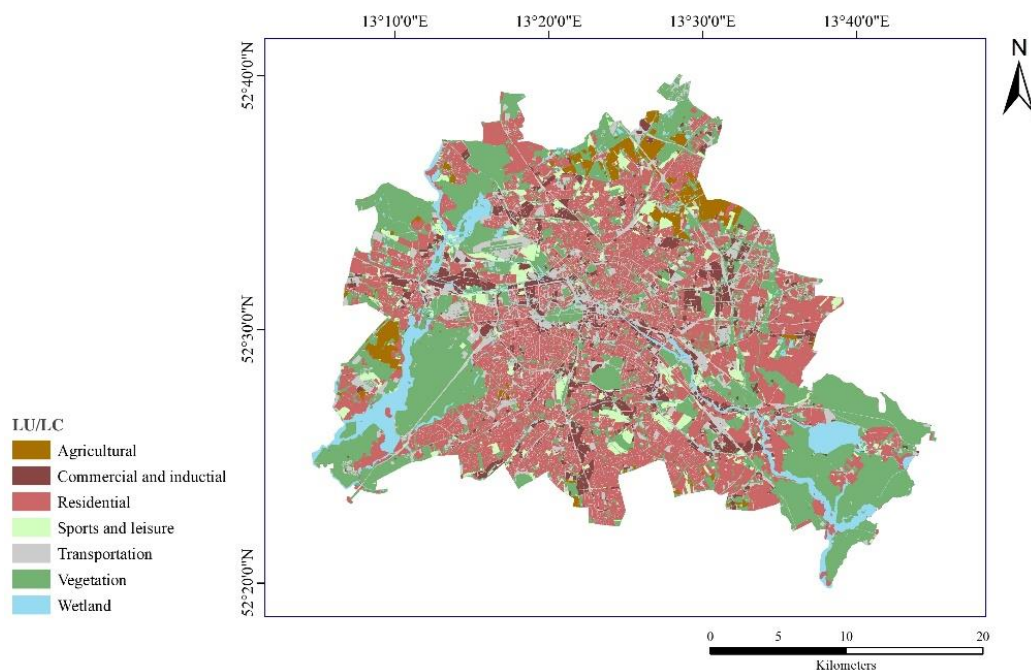 13°10'0"E 13°20'0"E 13°30'0"E 13°40'0"E
N
52°40'0"N
52°30'0"N
52°20'0"N
LU/LC
Agricultural
Commercial and inductial
Residential
Sports and leisure
Transportation
Vegetation
Wetland
0 5 10 20
Kilometers